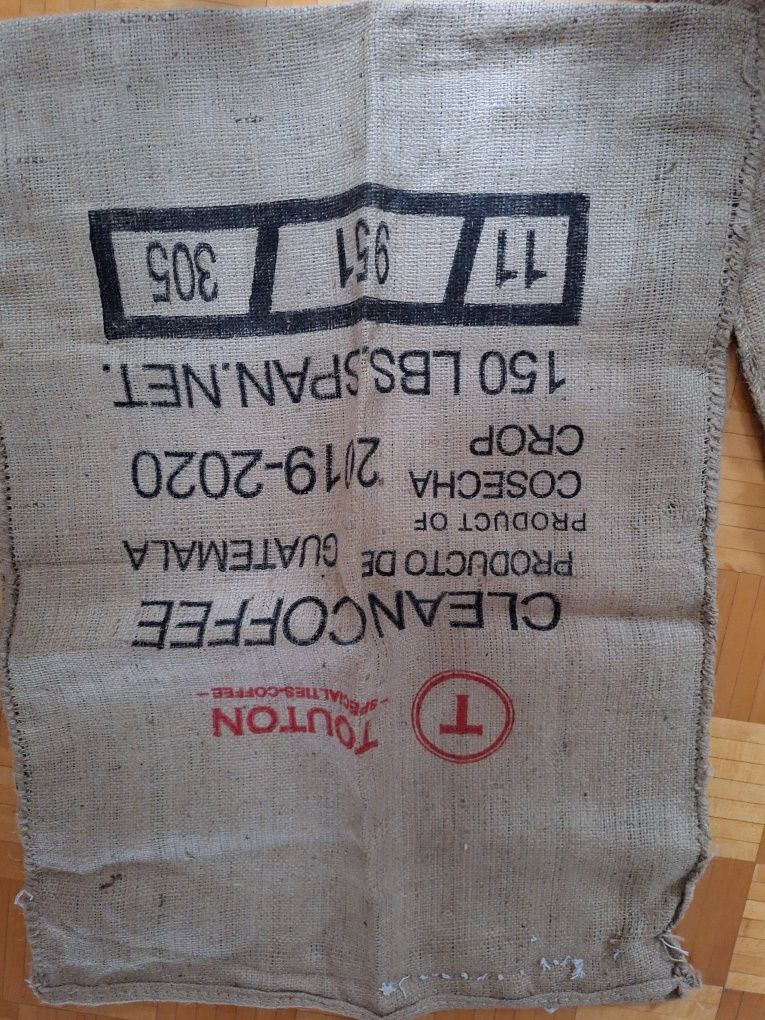 T TOUTON
- SPECIALTIES-COFFEE -
CLEANCOFFEE
PRODUCTO DE GUATEMALA
PRODUCT OF
COSECHA 2019-2020
CROP
150 LBS.SPAN.NET.
11 951 305